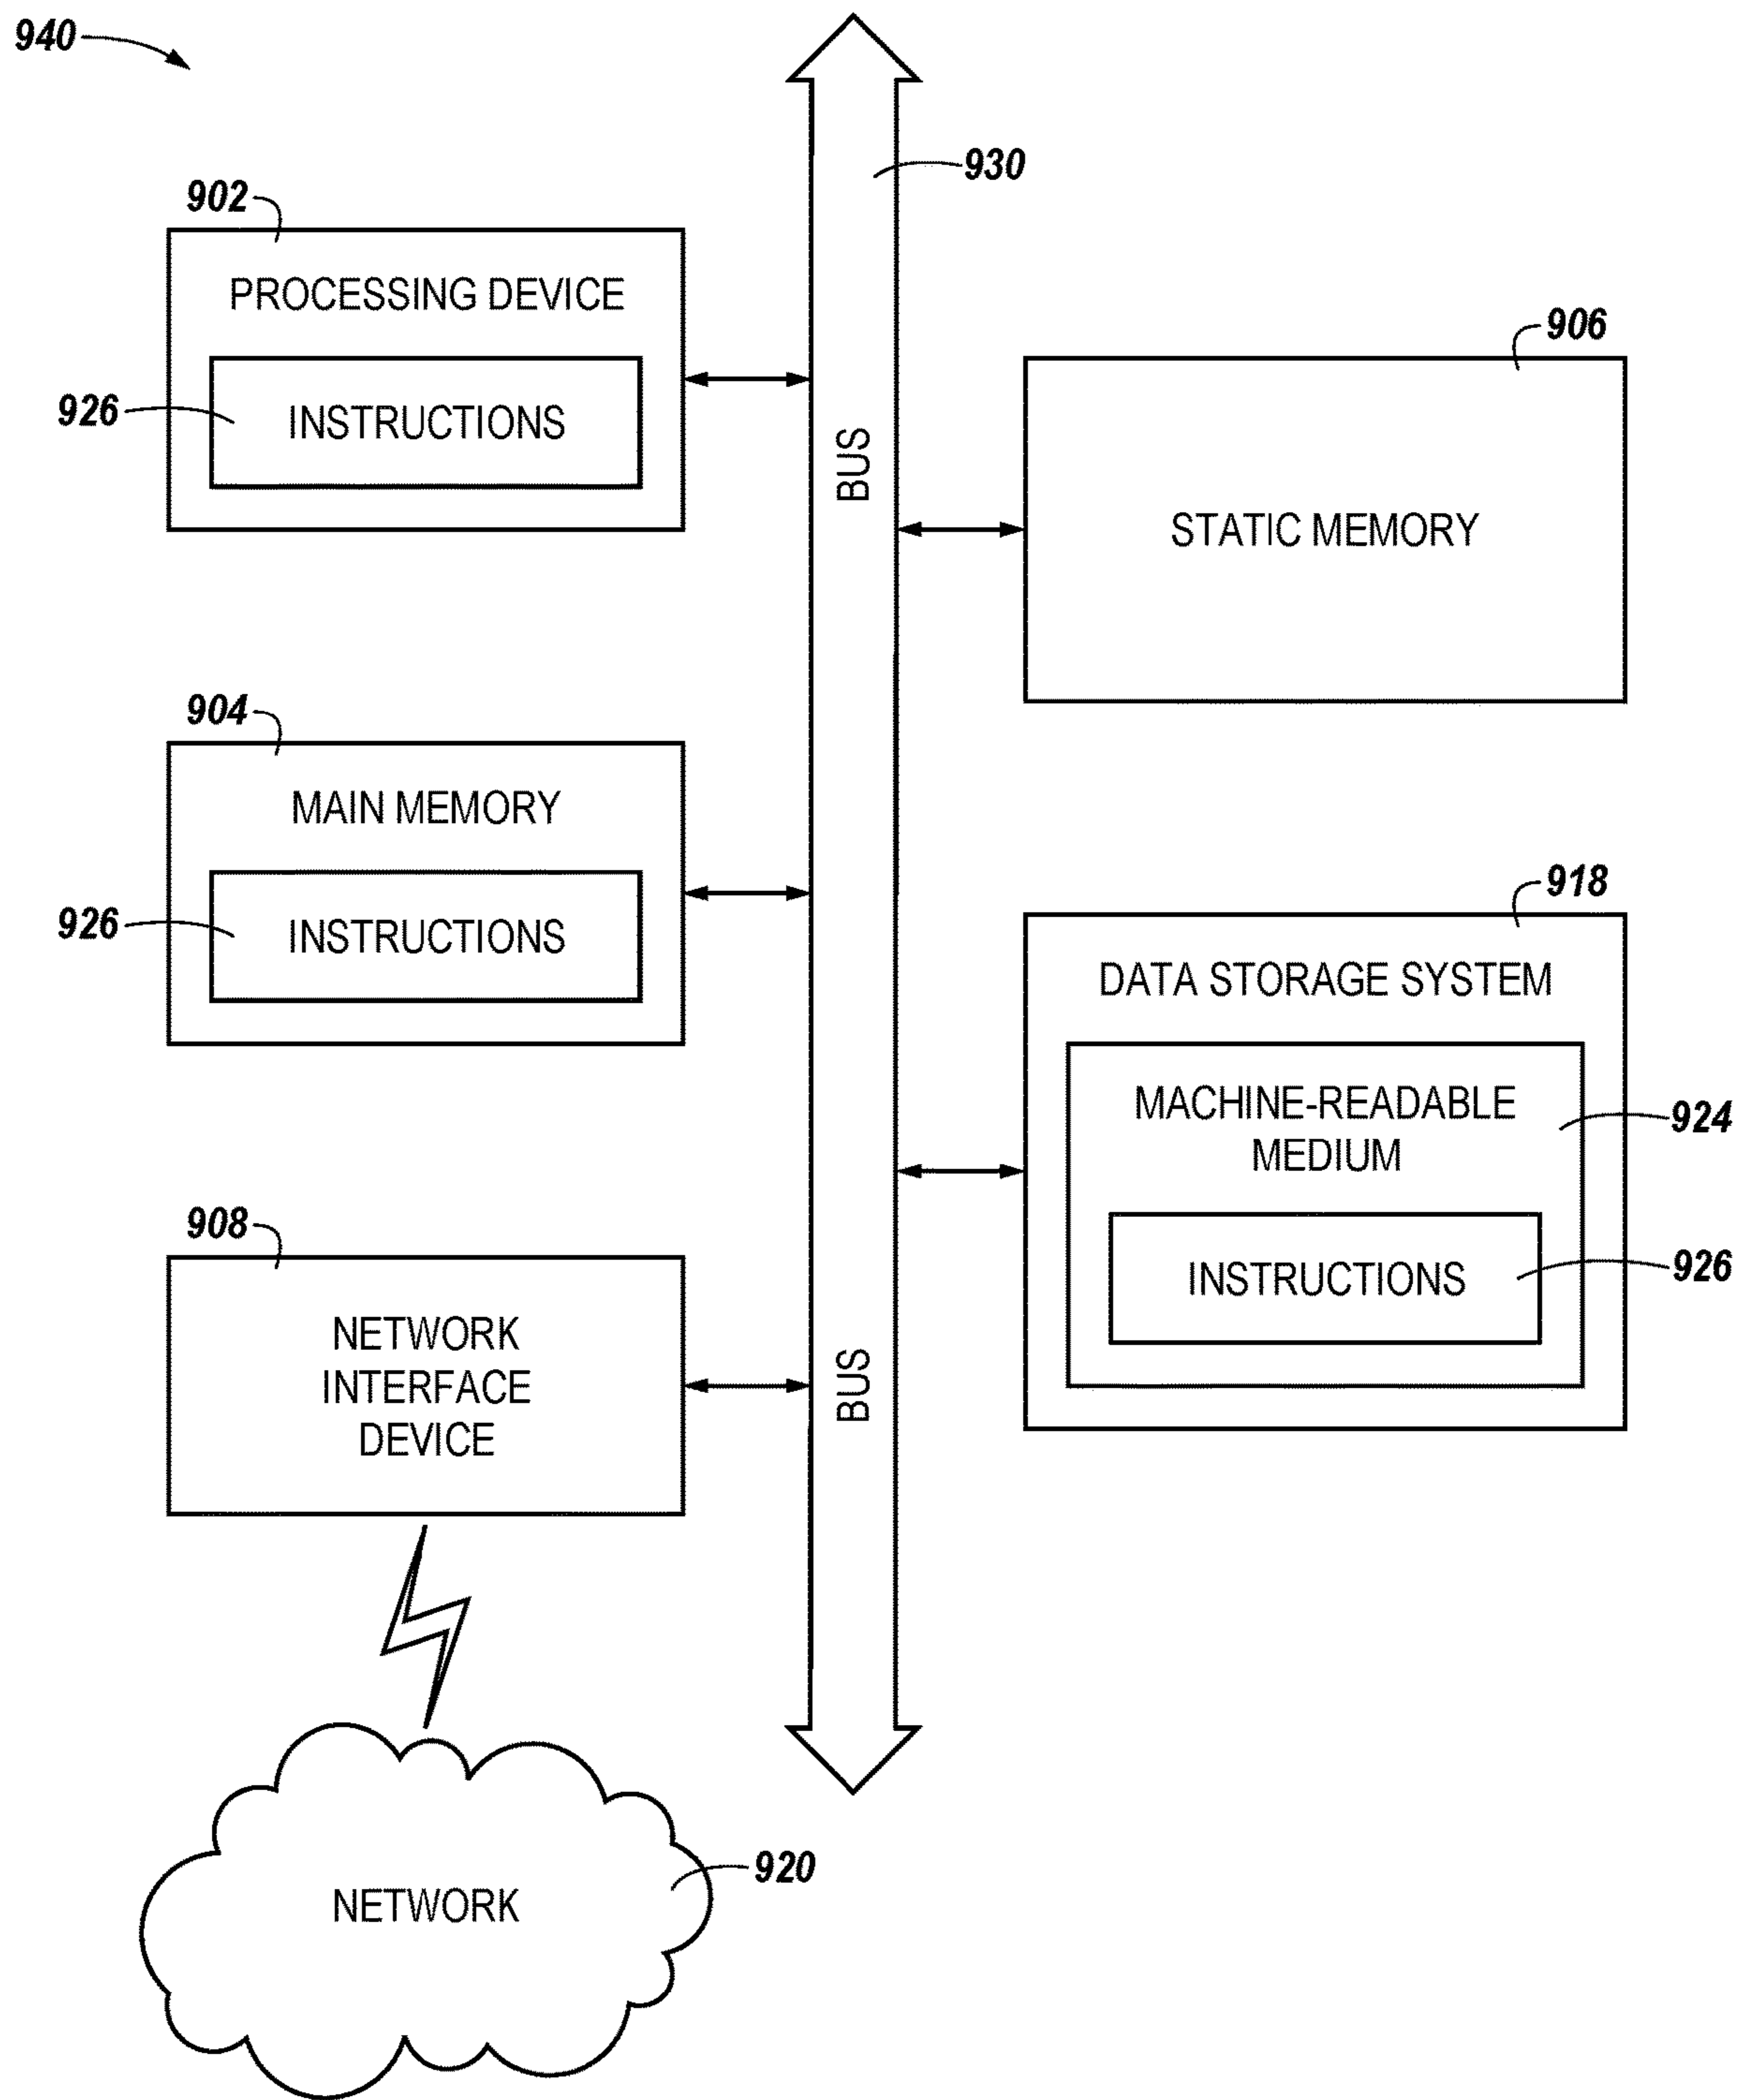 940
930
902
PROCESSING DEVICE
926
INSTRUCTIONS
BUS
906
STATIC MEMORY
904
MAIN MEMORY
926
INSTRUCTIONS
918
DATA STORAGE SYSTEM
MACHINE-READABLE
MEDIUM
924
INSTRUCTIONS
926
908
NETWORK
INTERFACE
DEVICE
BUS
920
NETWORK